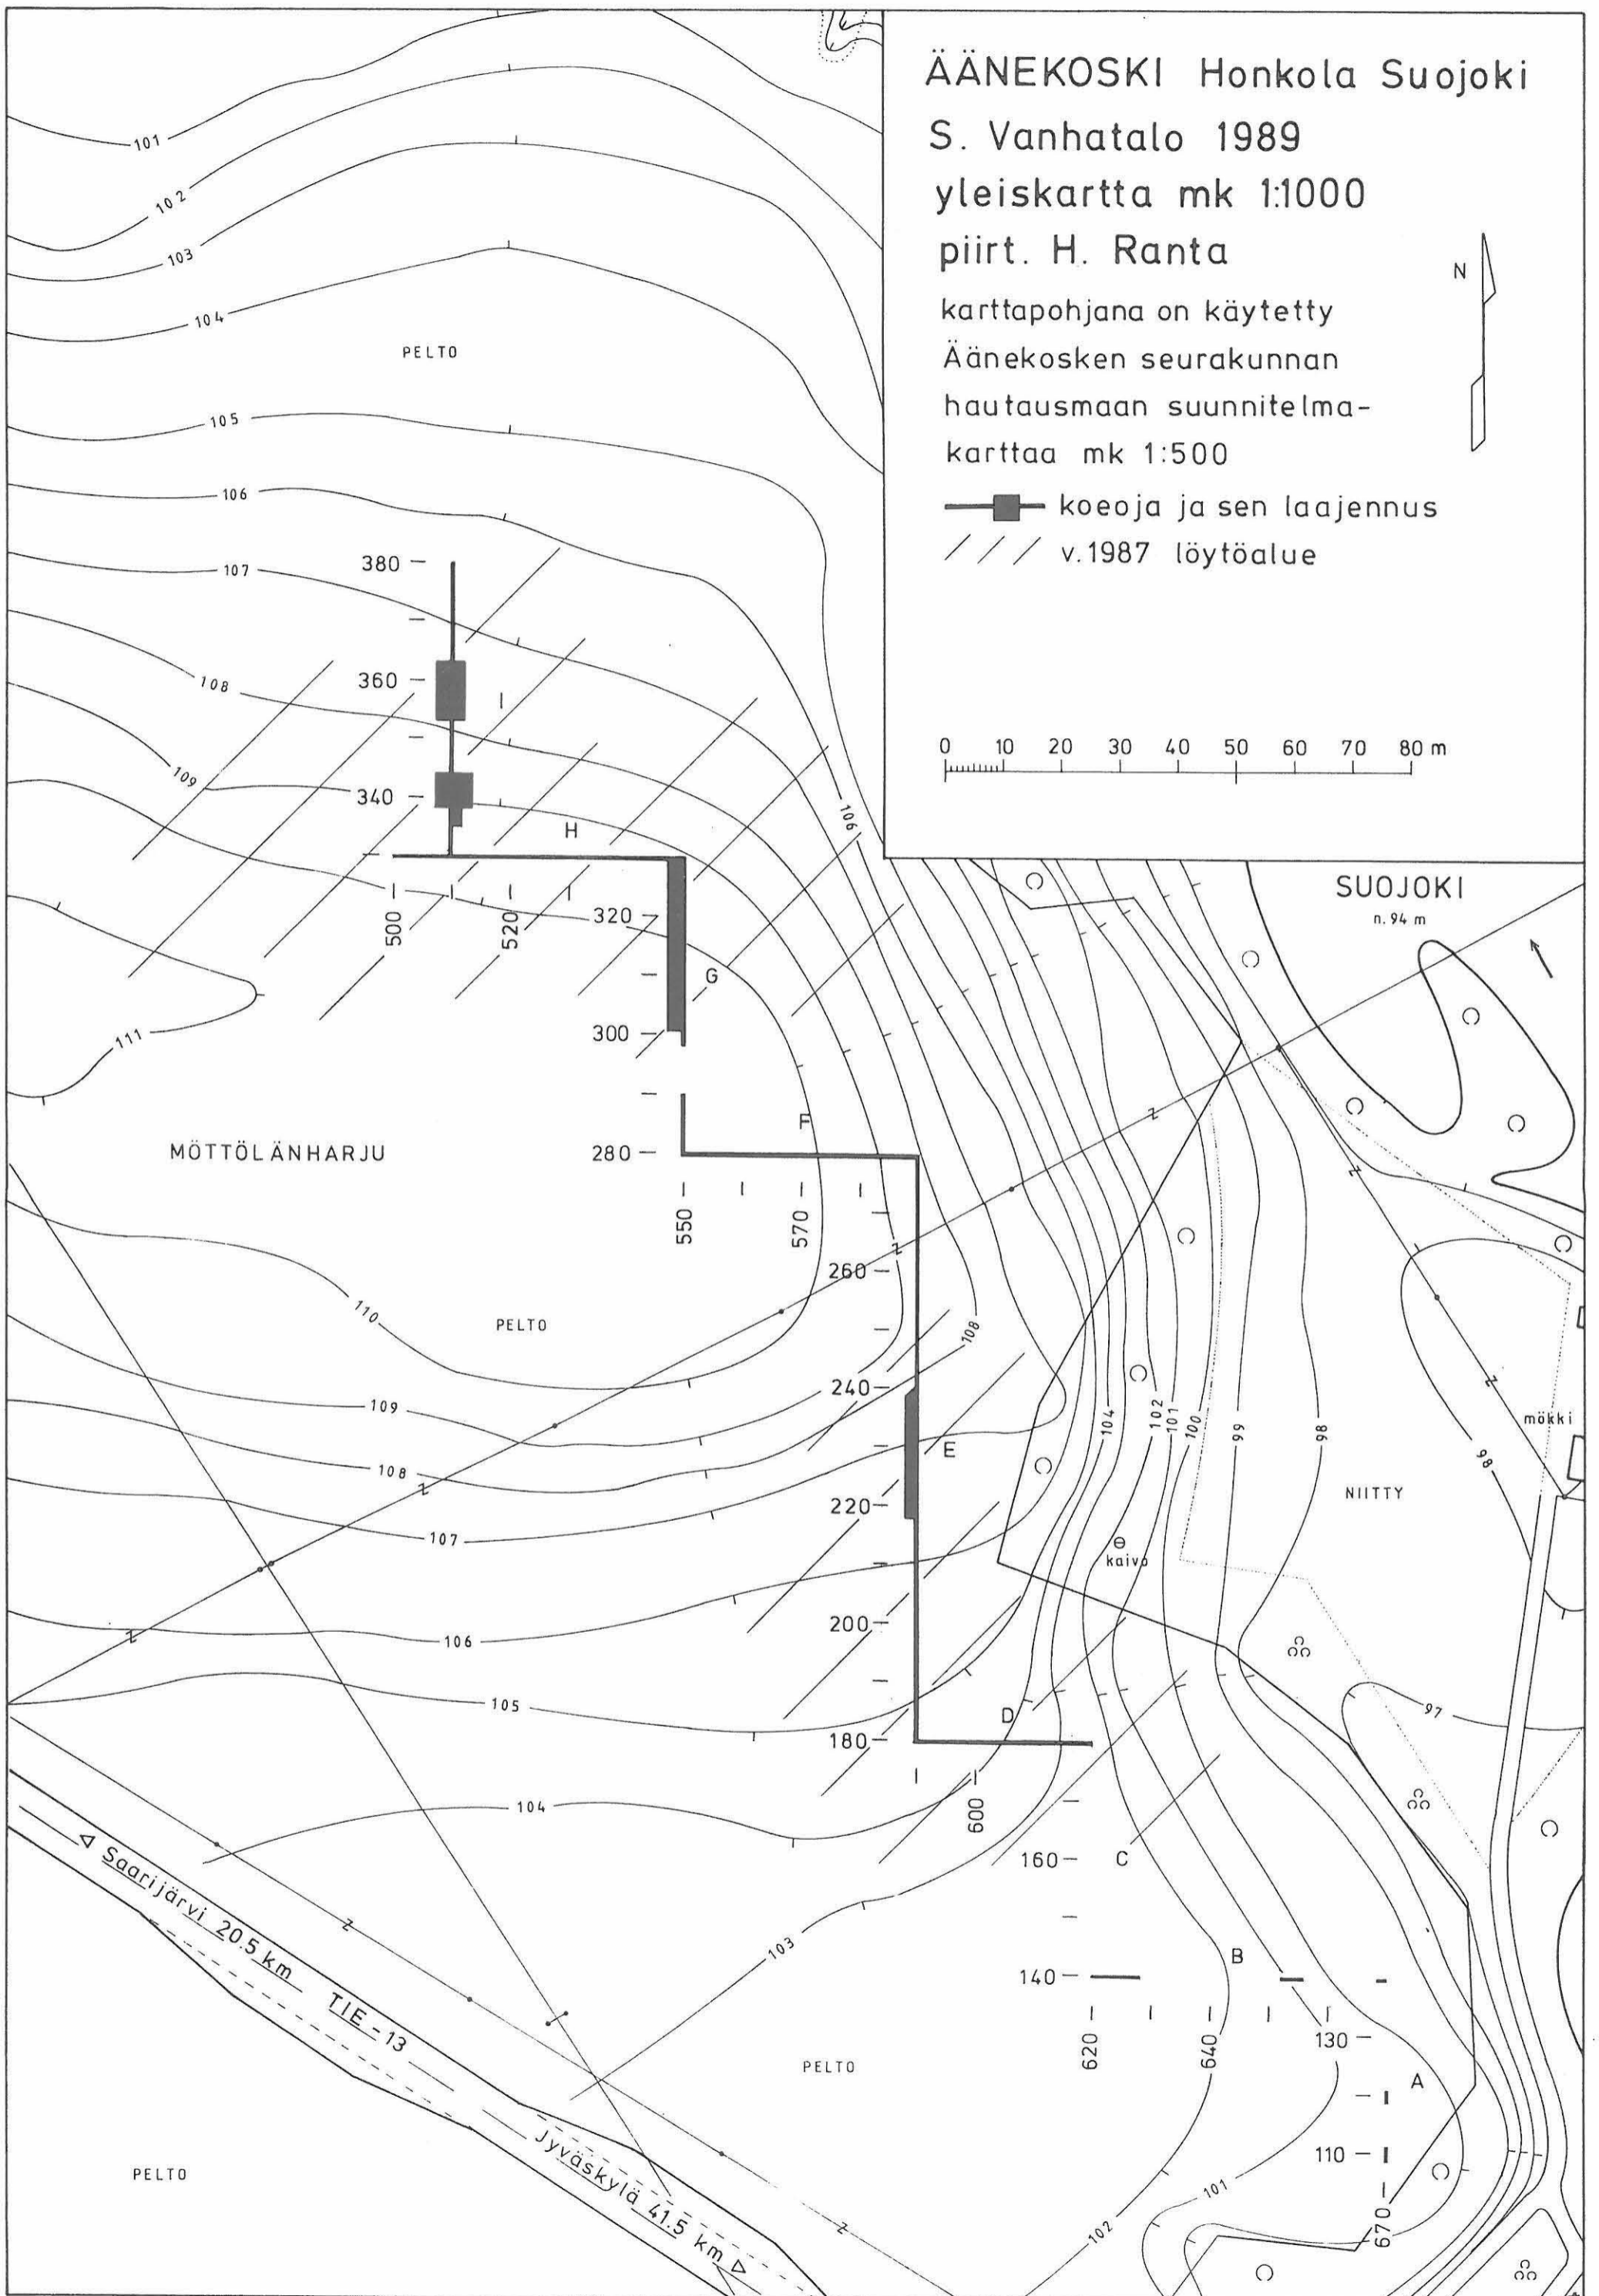 ÄÄNEKOSKI Honkola Suojoki
S. Vanhatalo 1989
yleiskartta mk 1:1000
piirt. H. Ranta
N
karttapohjana on käytetty
Äänekosken seurakunnan
hautausmaan suunnitelma-
karttaa mk 1:500
koeoja ja sen laajennus
v.1987 löytöalue
0 10 20 30 40 50 60 70 80 m
101
102
103
104
PELTO
105
106
107
380
108
360
I
109
340
H
106
500
520
320
G
300
111
SUOJOKI
n. 94 m
MÖTTÖLÄNHARJU
F
280
550
570
260
110
PELTO
108
109
240
E
104
102
101
100
99
98
98
mökki
NIITTY
108
107
220
kaivo
106
200
105
D
180
97
104
600
160
C
103
B
140
620
640
130
A
110
670
101
102
PELTO
PELTO
Saarijärvi 20.5 km
TIE-13
Jyväskylä 41.5 km